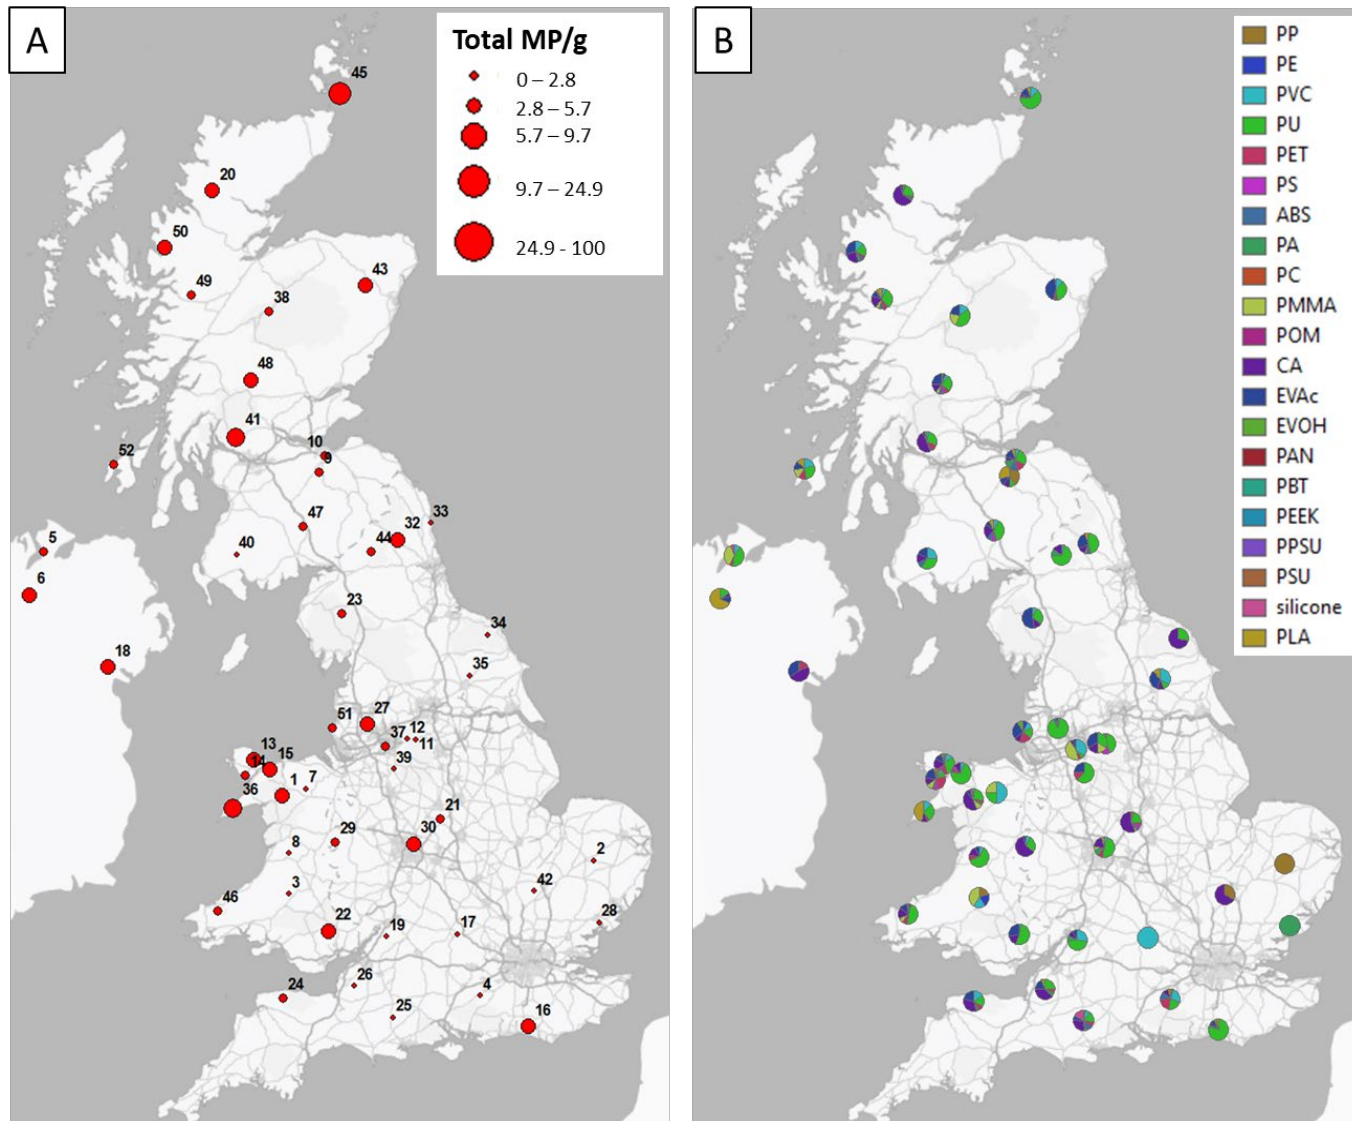 A
Total MP/g
0 – 2.8
2.8 – 5.7
5.7 – 9.7
9.7 – 24.9
24.9 - 100
45
20
50
49
43
38
48
41
10
9
52
47
33
32
44
40
5
6
23
34
18
35
51
27
37
12
11
13
15
14
39
36
1
7
21
29
30
8
2
3
42
46
22
19
17
28
26
24
4
25
16
B
PP
PE
PVC
PU
PET
PS
ABS
PA
PC
PMMA
POM
CA
EVAc
EVOH
PAN
PBT
PEEK
PPSU
PSU
silicone
PLA